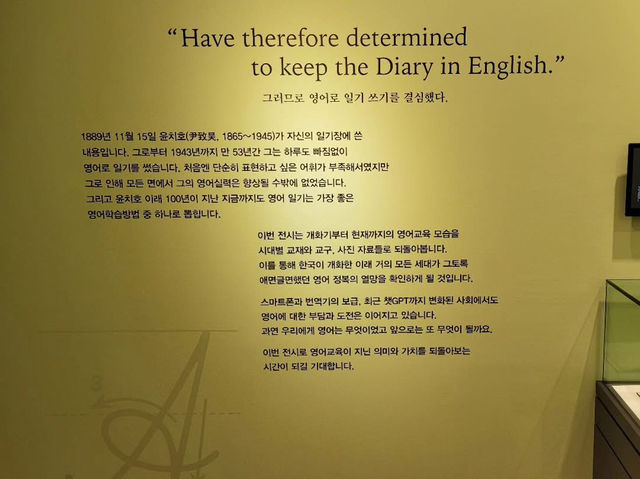 “Have therefore determined
to keep the Diary in English.”
그러므로 영어로 일기 쓰기를 결심했다.
1889년 11월 15일 윤치호(尹致昊, 1865~1945)가 자신의 일기장에 쓴
내용입니다. 그로부터 1943년까지 만 53년간 그는 하루도 빠짐없이
영어로 일기를 썼습니다. 처음엔 단순히 표현하고 싶은 어휘가 부족해서였지만
그로 인해 모든 면에서 그의 영어실력은 향상될 수밖에 없었습니다.
그리고 윤치호 이래 100년이 지난 지금까지도 영어 일기는 가장 좋은
영어학습방법 중 하나로 뽑힙니다.
이번 전시는 개화기부터 현재까지의 영어교육 모습을
시대별 교재와 교구, 사진 자료들로 되돌아봅니다.
이를 통해 한국이 개화한 이래 거의 모든 세대가 그토록
애면글면했던 영어 정복의 열망을 확인하게 될 것입니다.
스마트폰과 번역기의 보급, 최근 챗GPT까지 변화된 사회에서도
영어에 대한 부담과 도전은 이어지고 있습니다.
과연 우리에게 영어는 무엇이었고 앞으로는 또 무엇이 될까요.
이번 전시로 영어교육이 지닌 의미와 가치를 되돌아보는
시간이 되길 기대합니다.
3